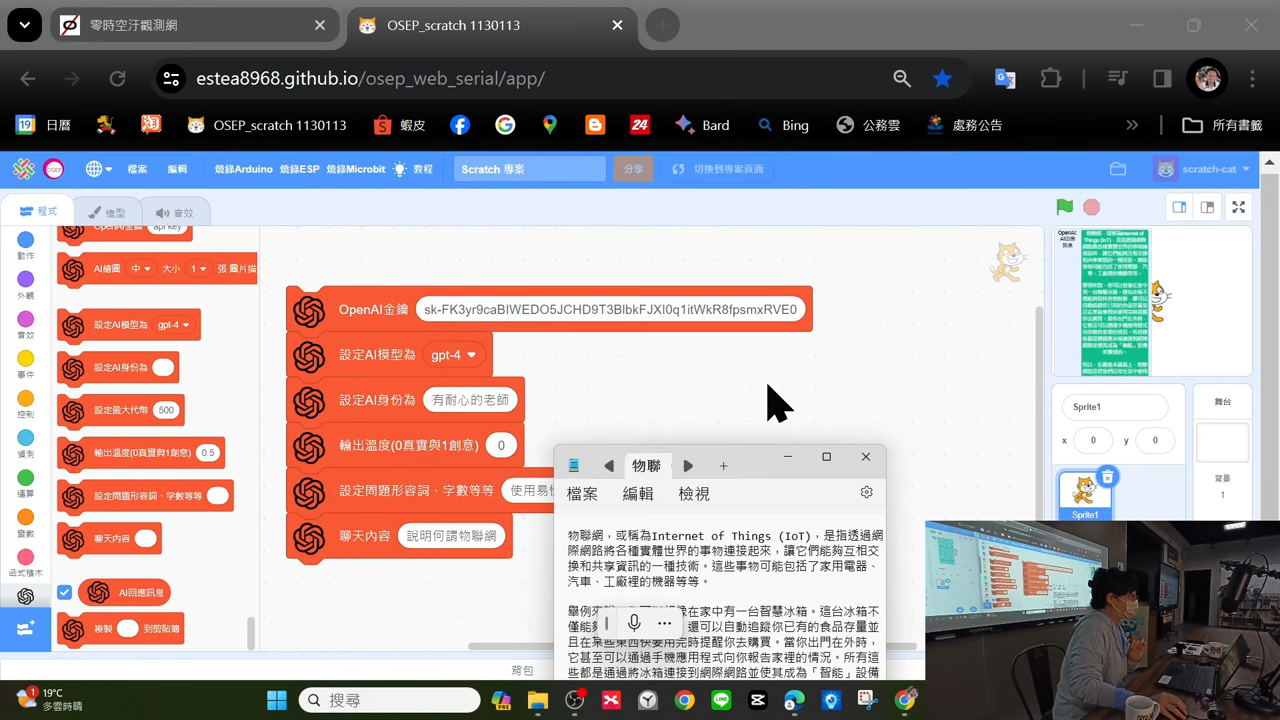 零時空汙觀測網
OSEP_scratch 1130113
estea8968.github.io/osep_web_serial/app/
19 日曆
淘
OSEP_scratch 1130113
蝦皮
24
Bard
Bing
公務雲
處務公告
所有書籤
OSEP
檔案
編輯
燒錄Arduino 燒錄ESP 燒錄Microbit
教程
Scratch 專案
分享
切換到專案頁面
scratch-cat
程式
造型
音效
動作
外觀
音效
事件
控制
偵測
運算
變數
函式積木
OpenAI金鑰 api key
AI繪圖 中 大小 1 張 圖片描
設定AI模型為 gpt-4
設定AI身份為
設定最大代幣 500
輸出溫度(0真實與1創意) 0.5
設定問題形容詞、字數等等
聊天內容
AI回應訊息
複製 到剪貼簿
OpenAI金鑰 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
設定AI模型為 gpt-4
設定AI身份為 有耐心的老師
輸出溫度(0真實與1創意) 0
設定問題形容詞、字數等等 使用易
聊天內容 說明何謂物聯網
背包
物聯
檔案 編輯 檢視
物聯網，或稱為Internet of Things (IoT)，是指透過網
際網路將各種實體世界的事物連接起來，讓它們能夠互相交
換和共享資訊的一種技術。這些事物可能包括了家用電器、
汽車、工廠裡的機器等等。
舉例來說，你可以想像在家中有一台智慧冰箱。這台冰箱不
僅能夠
還可以自動追蹤你已有的食品存量並
且在某些東西快要用完時提醒你去購買。當你出門在外時，
它甚至可以通過手機應用程式向你報告家裡的情況。所有這
些都是通過將冰箱連接到網際網路並使其成為「智能」設備
Sprite1
x 0 y 0
Sprite1
舞台
背景
1
1
19°C
多雲時晴
搜尋